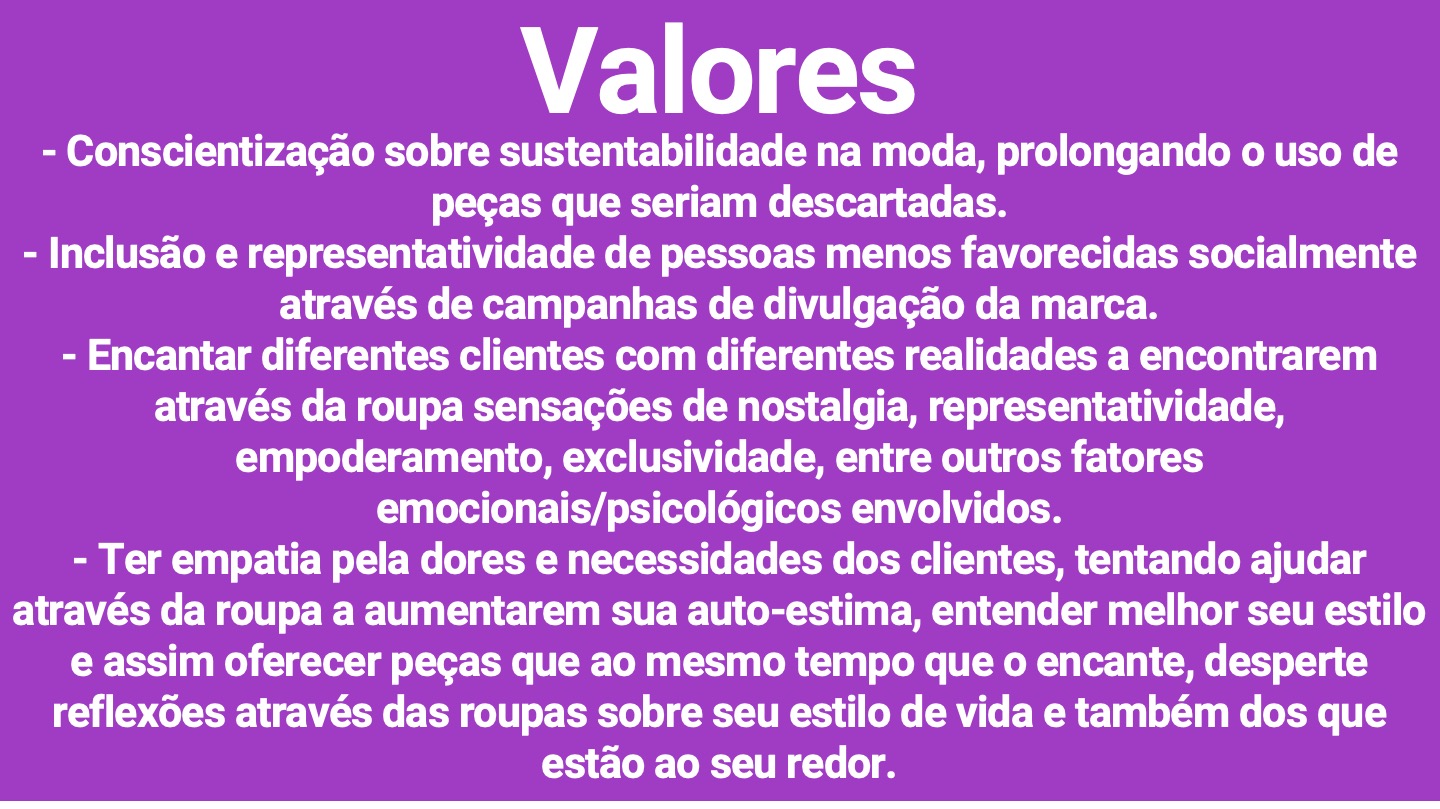 Valores
- Conscientização sobre sustentabilidade na moda, prolongando o uso de
peças que seriam descartadas.
- Inclusão e representatividade de pessoas menos favorecidas socialmente
através de campanhas de divulgação da marca.
- Encantar diferentes clientes com diferentes realidades a encontrarem
através da roupa sensações de nostalgia, representatividade,
empoderamento, exclusividade, entre outros fatores
emocionais/psicológicos envolvidos.
- Ter empatia pela dores e necessidades dos clientes, tentando ajudar
através da roupa a aumentarem sua auto-estima, entender melhor seu estilo
e assim oferecer peças que ao mesmo tempo que o encante, desperte
reflexões através das roupas sobre seu estilo de vida e também dos que
estão ao seu redor.